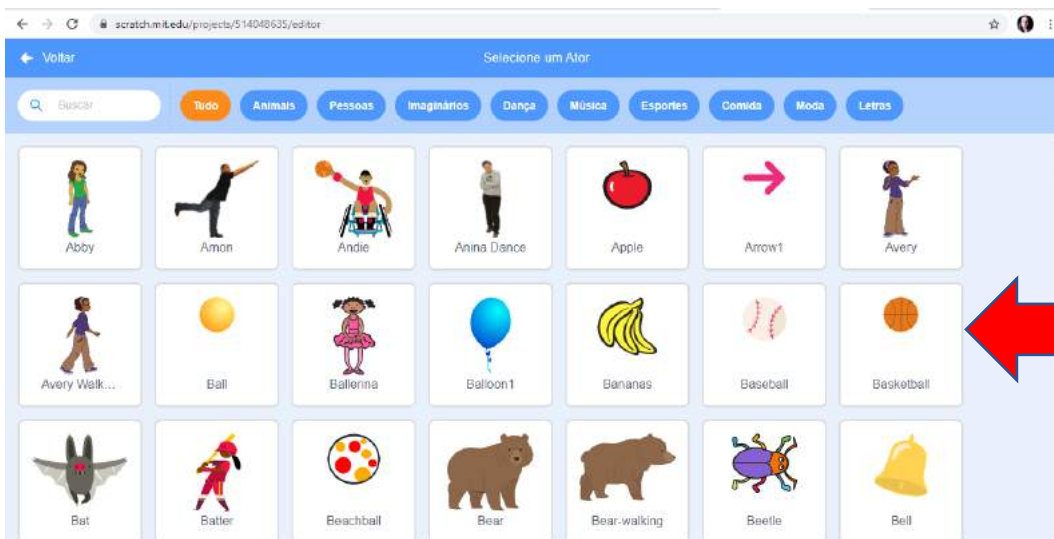 scratch.mit.edu/projects/514048635/editor
Voltar
Selecione um Ator
Buscar
Tudo
Animais
Pessoas
Imaginários
Dança
Música
Esportes
Comida
Moda
Letras
Abby
Amon
Andie
Anina Dance
Apple
Arrow1
Avery
Avery Walk...
Ball
Ballerina
Balloon1
Bananas
Baseball
Basketball
Bat
Batter
Beachball
Bear
Bear-walking
Beetle
Bell